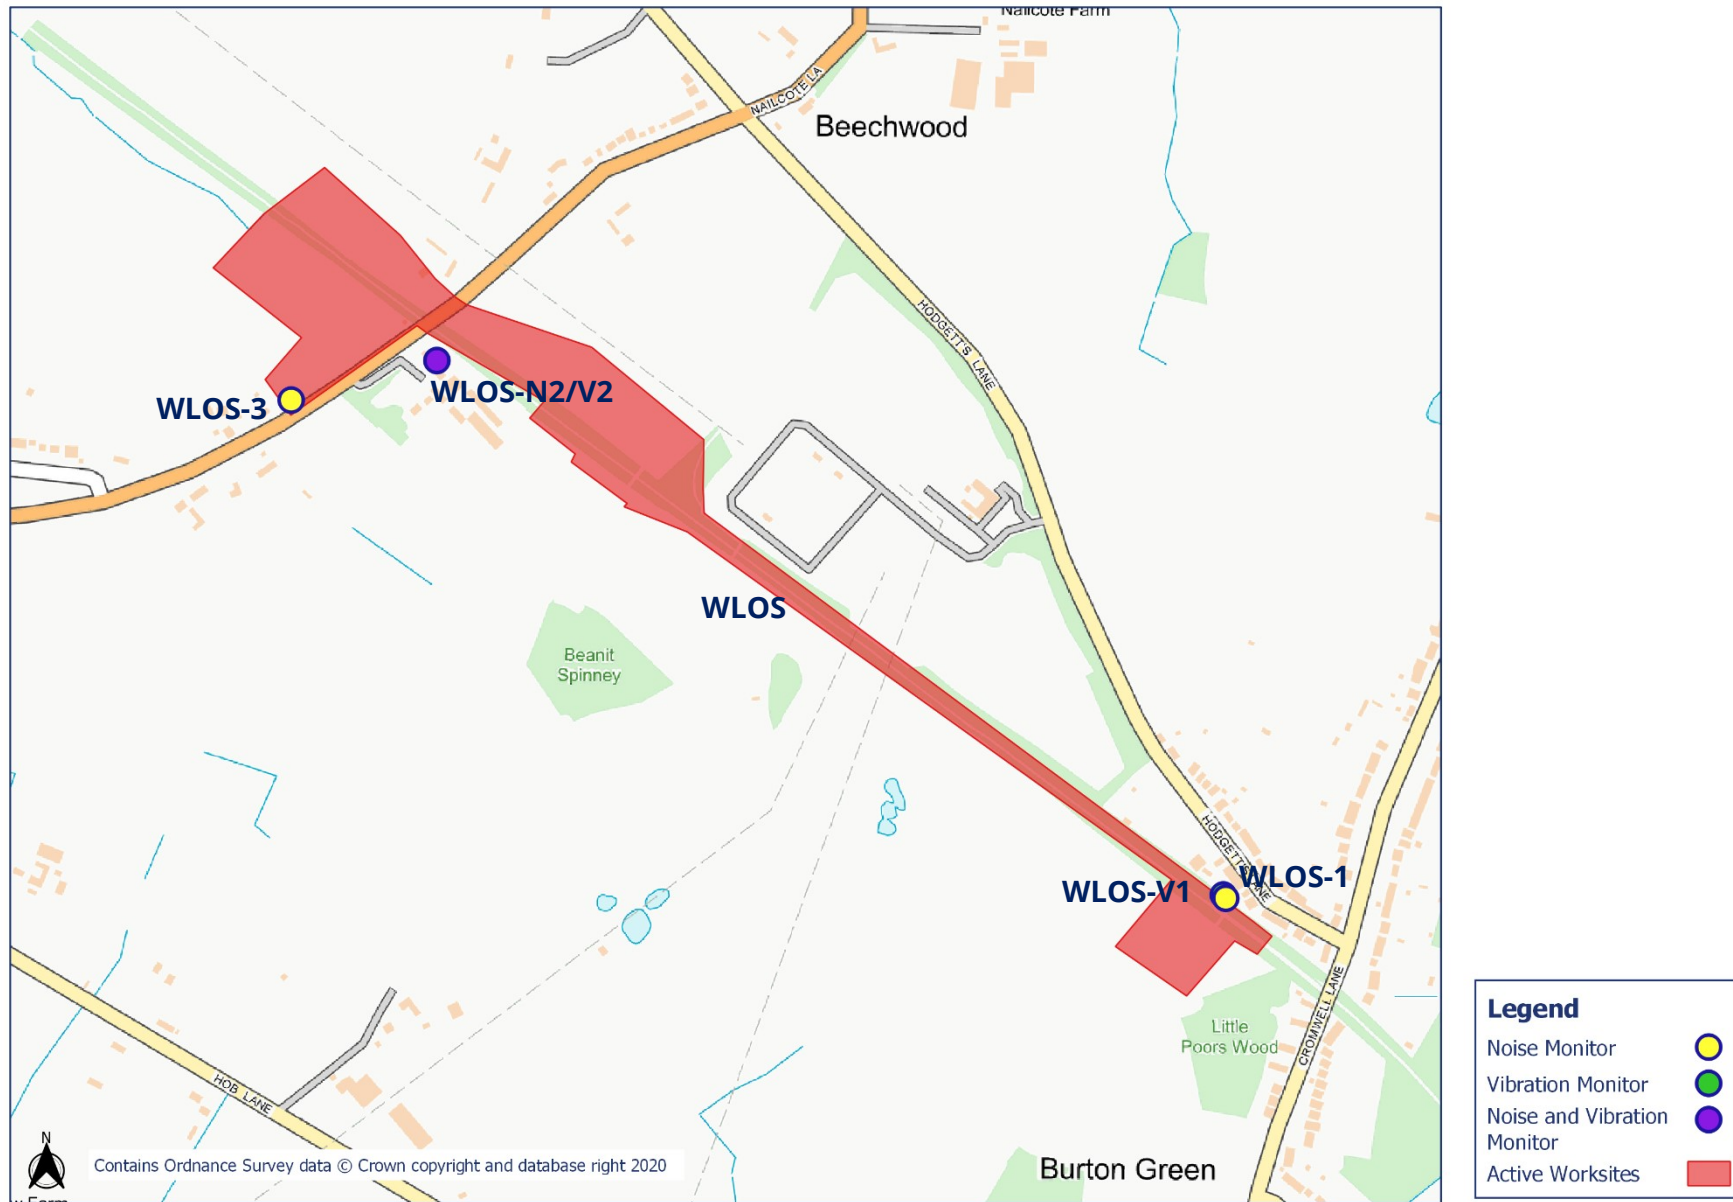 Nailcote Farm
NAILCOTE LA
Beechwood
HODGETT'S LANE
WLOS-3
WLOS-N2/V2
WLOS
Beanit
Spinney
HODGETT'S LANE
WLOS-1
WLOS-V1
CROMWELL LANE
Little
Poors Wood
HOB LANE
N
Contains Ordnance Survey data © Crown copyright and database right 2020
w Farm
Burton Green
Legend
Noise Monitor
Vibration Monitor
Noise and Vibration
Monitor
Active Worksites